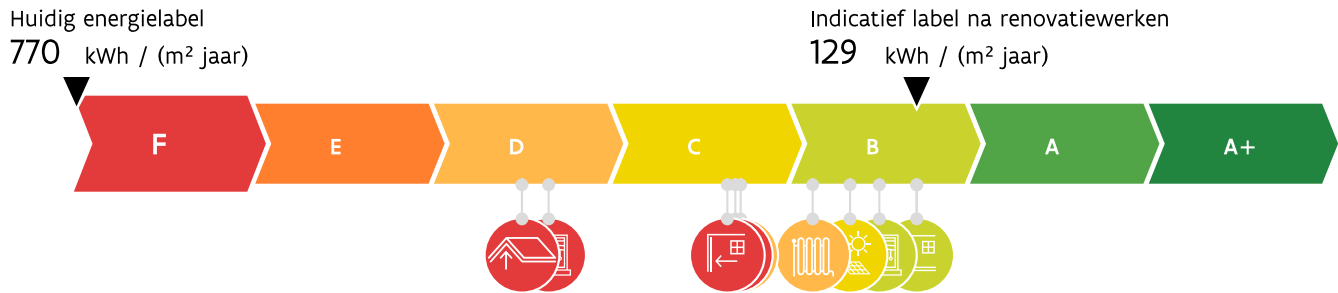 Huidig energielabel
770 kWh / (m² jaar)
Indicatief label na renovatiewerken
129 kWh / (m² jaar)
F E D C B A A+